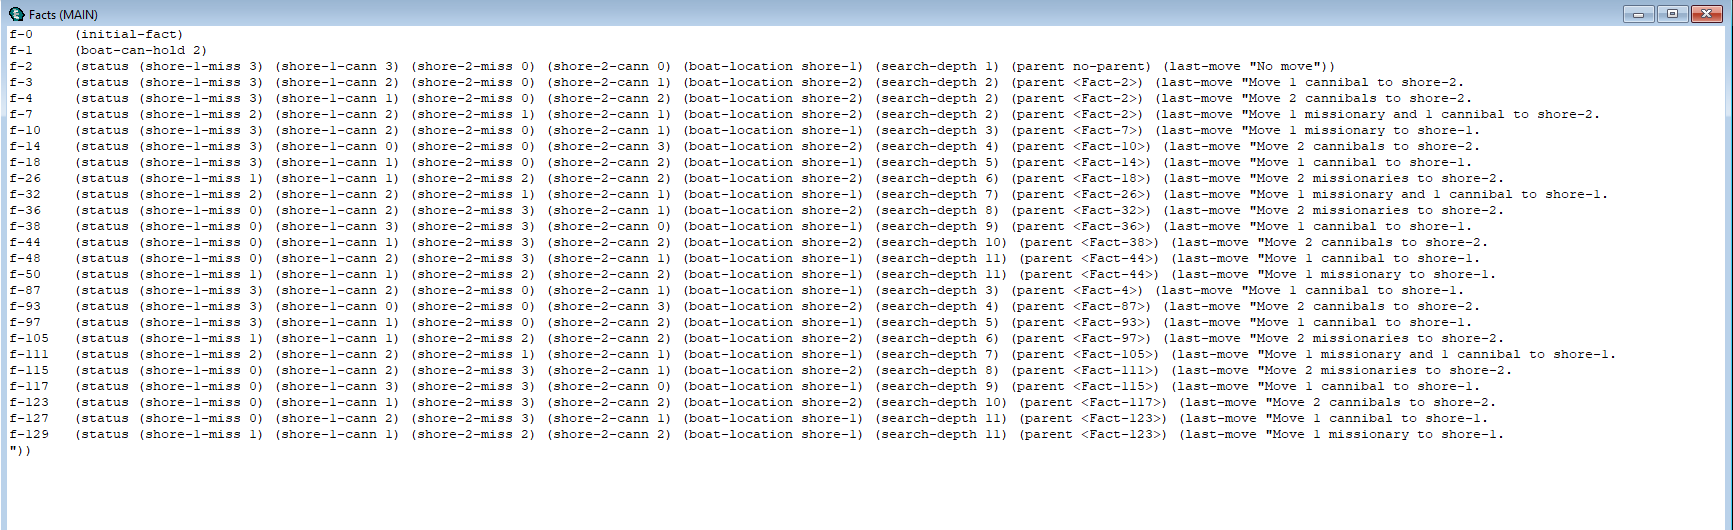 Facts (MAIN)
f-0 (initial-fact)
f-1 (boat-can-hold 2)
f-2 (status (shore-1-miss 3) (shore-1-cann 3) (shore-2-miss 0) (shore-2-cann 0) (boat-location shore-1) (search-depth 1) (parent no-parent) (last-move "No move"))
f-3 (status (shore-1-miss 3) (shore-1-cann 2) (shore-2-miss 0) (shore-2-cann 1) (boat-location shore-2) (search-depth 2) (parent <Fact-2>) (last-move "Move 1 cannibal to shore-2.
f-4 (status (shore-1-miss 3) (shore-1-cann 1) (shore-2-miss 0) (shore-2-cann 2) (boat-location shore-2) (search-depth 2) (parent <Fact-2>) (last-move "Move 2 cannibals to shore-2.
f-7 (status (shore-1-miss 2) (shore-1-cann 2) (shore-2-miss 1) (shore-2-cann 1) (boat-location shore-2) (search-depth 2) (parent <Fact-2>) (last-move "Move 1 missionary and 1 cannibal to shore-2.
f-10 (status (shore-1-miss 3) (shore-1-cann 2) (shore-2-miss 0) (shore-2-cann 1) (boat-location shore-1) (search-depth 3) (parent <Fact-7>) (last-move "Move 1 missionary to shore-1.
f-14 (status (shore-1-miss 3) (shore-1-cann 0) (shore-2-miss 0) (shore-2-cann 3) (boat-location shore-2) (search-depth 4) (parent <Fact-10>) (last-move "Move 2 cannibals to shore-2.
f-18 (status (shore-1-miss 3) (shore-1-cann 1) (shore-2-miss 0) (shore-2-cann 2) (boat-location shore-1) (search-depth 5) (parent <Fact-14>) (last-move "Move 1 cannibal to shore-1.
f-26 (status (shore-1-miss 1) (shore-1-cann 1) (shore-2-miss 2) (shore-2-cann 2) (boat-location shore-2) (search-depth 6) (parent <Fact-18>) (last-move "Move 2 missionaries to shore-2.
f-32 (status (shore-1-miss 2) (shore-1-cann 2) (shore-2-miss 1) (shore-2-cann 1) (boat-location shore-1) (search-depth 7) (parent <Fact-26>) (last-move "Move 1 missionary and 1 cannibal to shore-1.
f-36 (status (shore-1-miss 0) (shore-1-cann 2) (shore-2-miss 3) (shore-2-cann 1) (boat-location shore-2) (search-depth 8) (parent <Fact-32>) (last-move "Move 2 missionaries to shore-2.
f-38 (status (shore-1-miss 0) (shore-1-cann 3) (shore-2-miss 3) (shore-2-cann 0) (boat-location shore-1) (search-depth 9) (parent <Fact-36>) (last-move "Move 1 cannibal to shore-1.
f-44 (status (shore-1-miss 0) (shore-1-cann 1) (shore-2-miss 3) (shore-2-cann 2) (boat-location shore-2) (search-depth 10) (parent <Fact-38>) (last-move "Move 2 cannibals to shore-2.
f-48 (status (shore-1-miss 0) (shore-1-cann 2) (shore-2-miss 3) (shore-2-cann 1) (boat-location shore-1) (search-depth 11) (parent <Fact-44>) (last-move "Move 1 cannibal to shore-1.
f-50 (status (shore-1-miss 1) (shore-1-cann 1) (shore-2-miss 2) (shore-2-cann 2) (boat-location shore-1) (search-depth 11) (parent <Fact-44>) (last-move "Move 1 missionary to shore-1.
f-87 (status (shore-1-miss 3) (shore-1-cann 2) (shore-2-miss 0) (shore-2-cann 1) (boat-location shore-1) (search-depth 3) (parent <Fact-4>) (last-move "Move 1 cannibal to shore-1.
f-93 (status (shore-1-miss 3) (shore-1-cann 0) (shore-2-miss 0) (shore-2-cann 3) (boat-location shore-2) (search-depth 4) (parent <Fact-87>) (last-move "Move 2 cannibals to shore-2.
f-97 (status (shore-1-miss 3) (shore-1-cann 1) (shore-2-miss 0) (shore-2-cann 2) (boat-location shore-1) (search-depth 5) (parent <Fact-93>) (last-move "Move 1 cannibal to shore-1.
f-105 (status (shore-1-miss 1) (shore-1-cann 1) (shore-2-miss 2) (shore-2-cann 2) (boat-location shore-2) (search-depth 6) (parent <Fact-97>) (last-move "Move 2 missionaries to shore-2.
f-111 (status (shore-1-miss 2) (shore-1-cann 2) (shore-2-miss 1) (shore-2-cann 1) (boat-location shore-1) (search-depth 7) (parent <Fact-105>) (last-move "Move 1 missionary and 1 cannibal to shore-1.
f-115 (status (shore-1-miss 0) (shore-1-cann 2) (shore-2-miss 3) (shore-2-cann 1) (boat-location shore-2) (search-depth 8) (parent <Fact-111>) (last-move "Move 2 missionaries to shore-2.
f-117 (status (shore-1-miss 0) (shore-1-cann 3) (shore-2-miss 3) (shore-2-cann 0) (boat-location shore-1) (search-depth 9) (parent <Fact-115>) (last-move "Move 1 cannibal to shore-1.
f-123 (status (shore-1-miss 0) (shore-1-cann 1) (shore-2-miss 3) (shore-2-cann 2) (boat-location shore-2) (search-depth 10) (parent <Fact-117>) (last-move "Move 2 cannibals to shore-2.
f-127 (status (shore-1-miss 0) (shore-1-cann 2) (shore-2-miss 3) (shore-2-cann 1) (boat-location shore-1) (search-depth 11) (parent <Fact-123>) (last-move "Move 1 cannibal to shore-1.
f-129 (status (shore-1-miss 1) (shore-1-cann 1) (shore-2-miss 2) (shore-2-cann 2) (boat-location shore-1) (search-depth 11) (parent <Fact-123>) (last-move "Move 1 missionary to shore-1.
"))